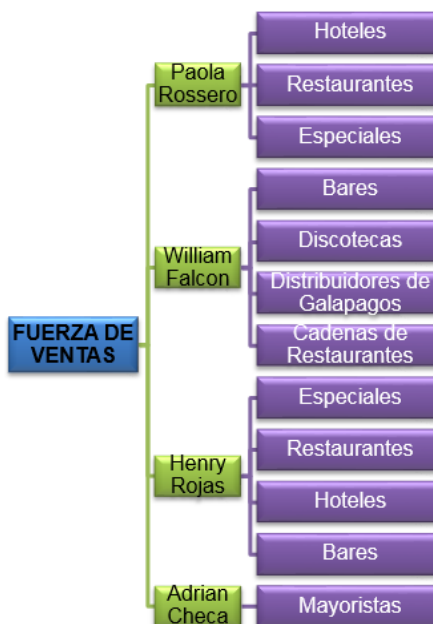 FUERZA DE
VENTAS
Paola
Rossero
Hoteles
Restaurantes
Especiales
William
Falcon
Bares
Discotecas
Distribuidores de
Galapagos
Cadenas de
Restaurantes
Henry
Rojas
Especiales
Restaurantes
Hoteles
Bares
Adrian
Checa
Mayoristas